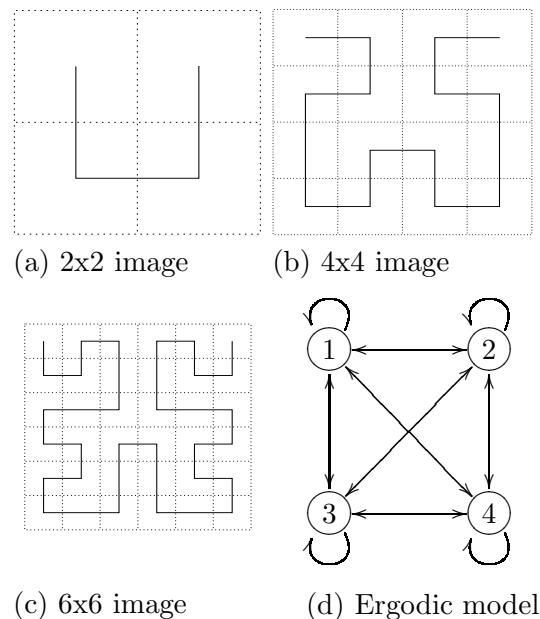 (a) 2x2 image
(b) 4x4 image
1
2
3
4
(c) 6x6 image
(d) Ergodic model